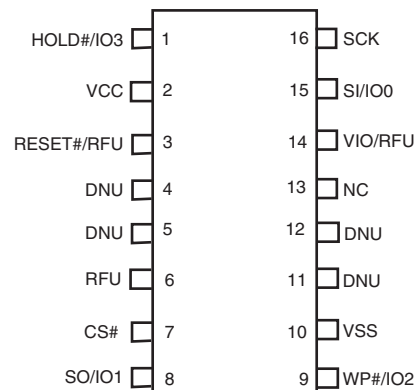 HOLD#/IO3 1 16 SCK
VCC 2 15 SI/IO0
RESET#/RFU 3 14 VIO/RFU
DNU 4 13 NC
DNU 5 12 DNU
RFU 6 11 DNU
CS# 7 10 VSS
SO/IO1 8 9 WP#/IO2